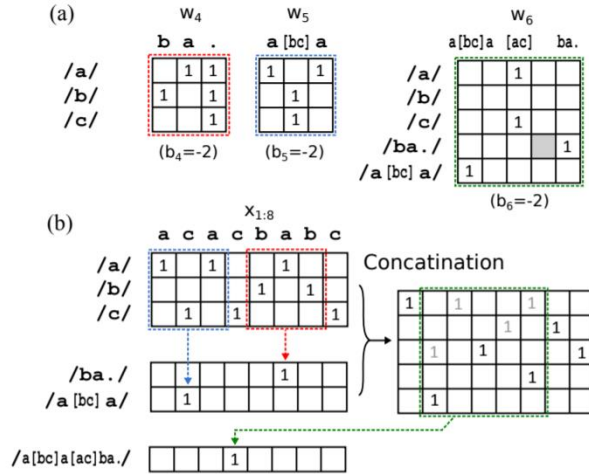 (a)
w4 w5 w6
b a . a [bc] a a[bc]a [ac] ba.
/a/ 1 1 1 1 /a/ 1
/b/ 1 1 1 /b/
/c/ 1 1 /c/ 1
/ba./ 1
/a[bc]a/ 1
(b4=-2) (b5=-2) (b6=-2)
(b)
x1:8
a c a c b a b c
/a/ 1 1 1
/b/ 1 1
/c/ 1 1 1
Concatination
1 1 1
1 1
1 1 1
1
1
/ba./ 1
/a[bc]a/ 1
/a[bc]a[ac]ba./ 1